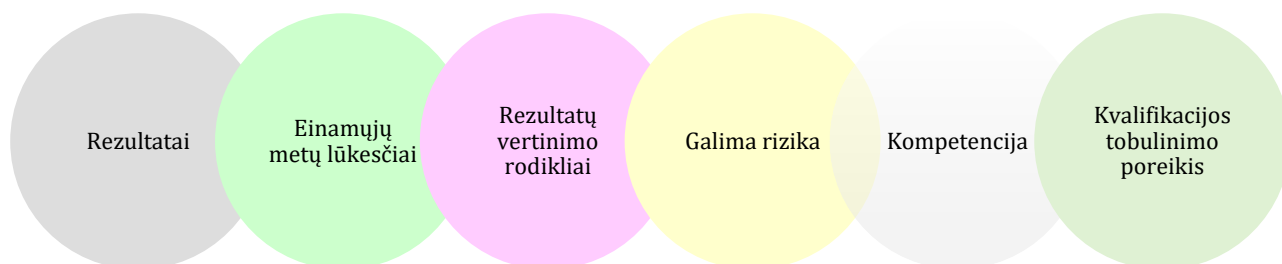 Rezultatai
Einamųjų
metų lūkesčiai
Rezultatų
vertinimo
rodikliai
Galima rizika
Kompetencija
Kvalifikacijos
tobulinimo
poreikis